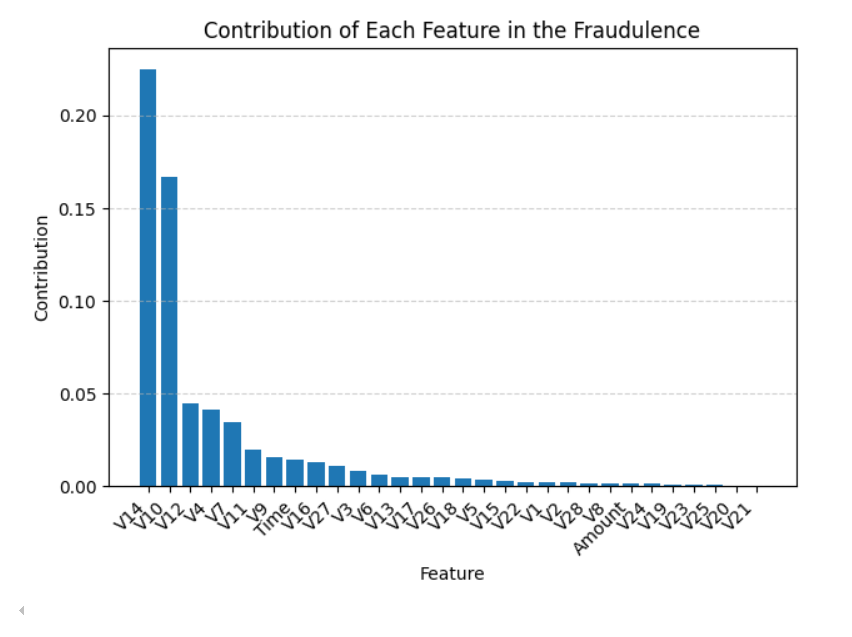 Contribution of Each Feature in the Fraudulence
0.20
0.15
0.10
0.05
0.00
Contribution
V14
V10
V12
V4
V7
V11
V9
Time
V16
V27
V3
V6
V13
V17
V26
V18
V5
V15
V22
V1
V2
V28
V8
Amount
V24
V19
V23
V25
V20
V21
Feature